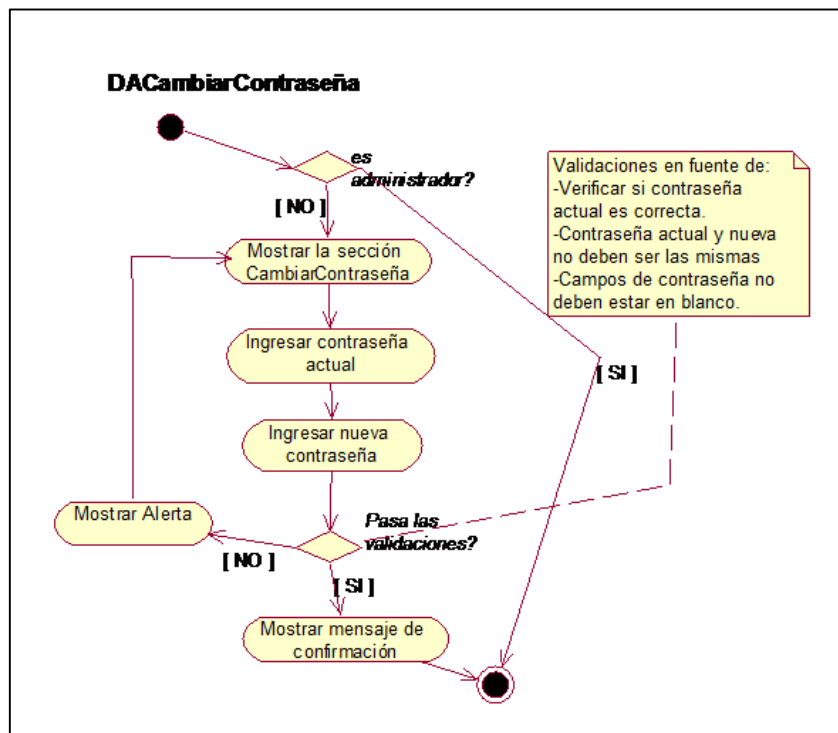 DACambiarContraseña
es
administrador?
[ NO ]
Mostrar la sección
CambiarContraseña
Ingresar contraseña
actual
Ingresar nueva
contraseña
Pasa las
validaciones?
[ NO ]
Mostrar Alerta
[ SI ]
Mostrar mensaje de
confirmación
[ SI ]
Validaciones en fuente de:
-Verificar si contraseña
actual es correcta.
-Contraseña actual y nueva
no deben ser las mismas
-Campos de contraseña no
deben estar en blanco.